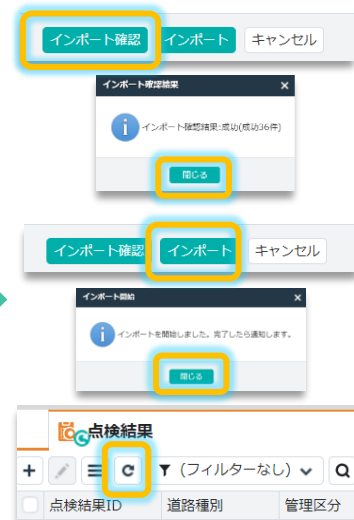 インポート確認 インポート キャンセル
インポート確認結果 ×
インポート確認結果:成功(成功36件)
閉じる
インポート確認 インポート キャンセル
インポート開始 ×
インポートを開始しました。完了したら通知します。
閉じる
点検結果
(フィルターなし)
点検結果ID 道路種別 管理区分